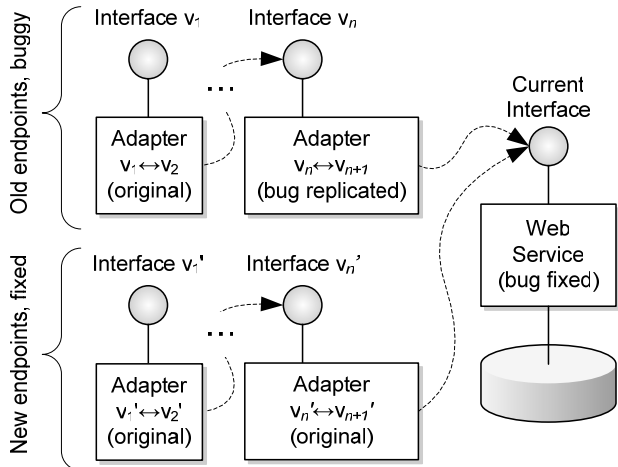 Old endpoints, buggy
Interface v1
Interface vn
...
Adapter
v1↔v2
(original)
Adapter
vn↔vn+1
(bug replicated)
Current
Interface
Web
Service
(bug fixed)
New endpoints, fixed
Interface v1'
Interface vn'
...
Adapter
v1'↔v2'
(original)
Adapter
vn'↔vn+1'
(original)